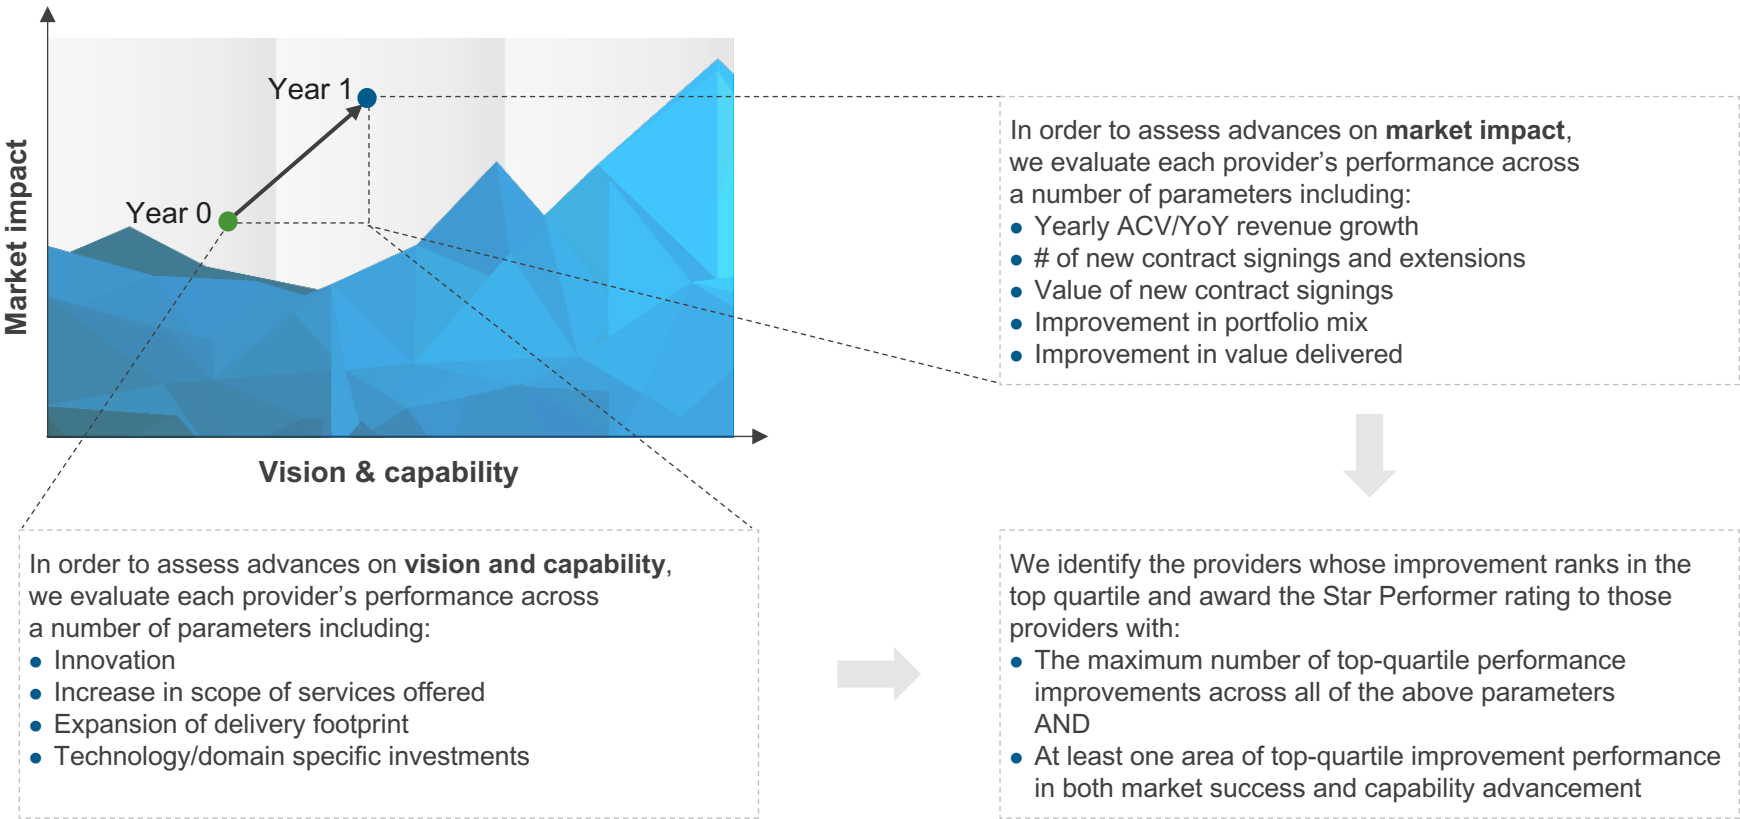 Year 1
Year 0
Market impact
Vision & capability
In order to assess advances on market impact,
we evaluate each provider’s performance across
a number of parameters including:
● Yearly ACV/YoY revenue growth
● # of new contract signings and extensions
● Value of new contract signings
● Improvement in portfolio mix
● Improvement in value delivered
In order to assess advances on vision and capability,
we evaluate each provider’s performance across
a number of parameters including:
● Innovation
● Increase in scope of services offered
● Expansion of delivery footprint
● Technology/domain specific investments
We identify the providers whose improvement ranks in the
top quartile and award the Star Performer rating to those
providers with:
● The maximum number of top-quartile performance
improvements across all of the above parameters
AND
● At least one area of top-quartile improvement performance
in both market success and capability advancement